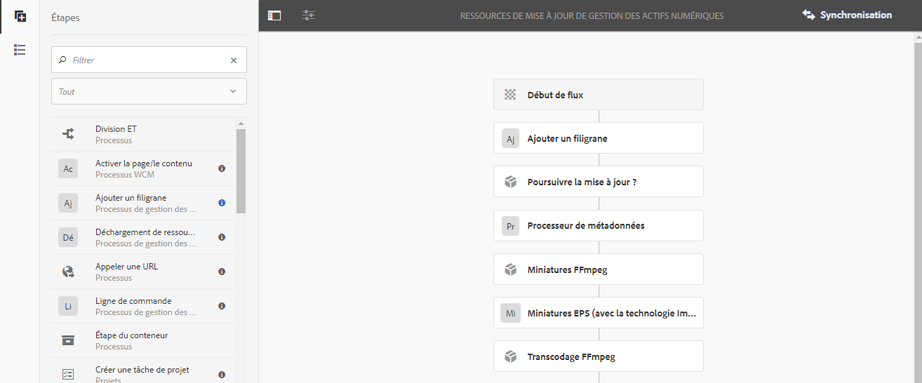 Étapes
RESSOURCES DE MISE À JOUR DE GESTION DES ACTIFS NUMÉRIQUES
Synchronisation
Filtrer
Tout
Division ET
Processus
Ac
Activer la page/le contenu
Processus WCM
Aj
Ajouter un filigrane
Processus de gestion des ...
Dé
Déchargement de ressou...
Processus de gestion des ...
Appeler une URL
Processus
Li
Ligne de commande
Processus de gestion des ...
Étape du conteneur
Processus
Créer une tâche de projet
Projets
Début de flux
Aj
Ajouter un filigrane
Poursuivre la mise à jour ?
Pr
Processeur de métadonnées
Miniatures FFmpeg
Mi
Miniatures EPS (avec la technologie Im...
Transcodage FFmpeg